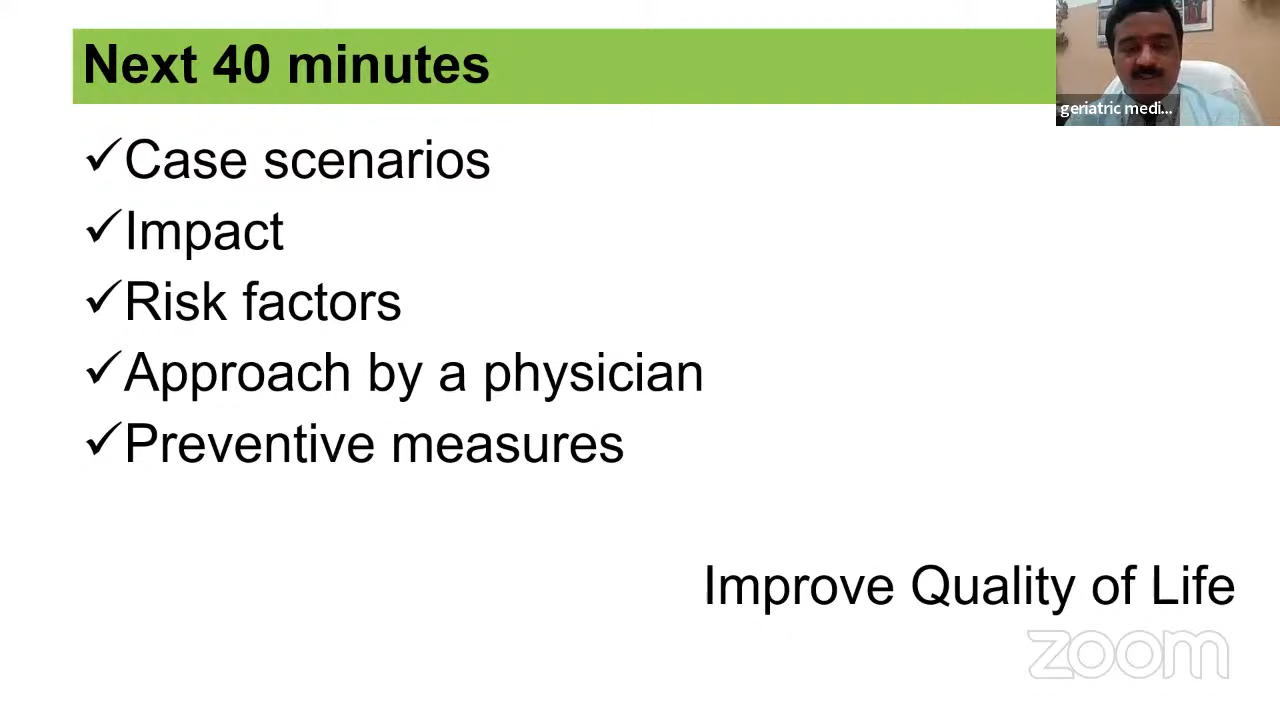 Next 40 minutes
geriatric medi...
✓Case scenarios
✓Impact
✓Risk factors
✓Approach by a physician
✓Preventive measures
Improve Quality of Life
zoom